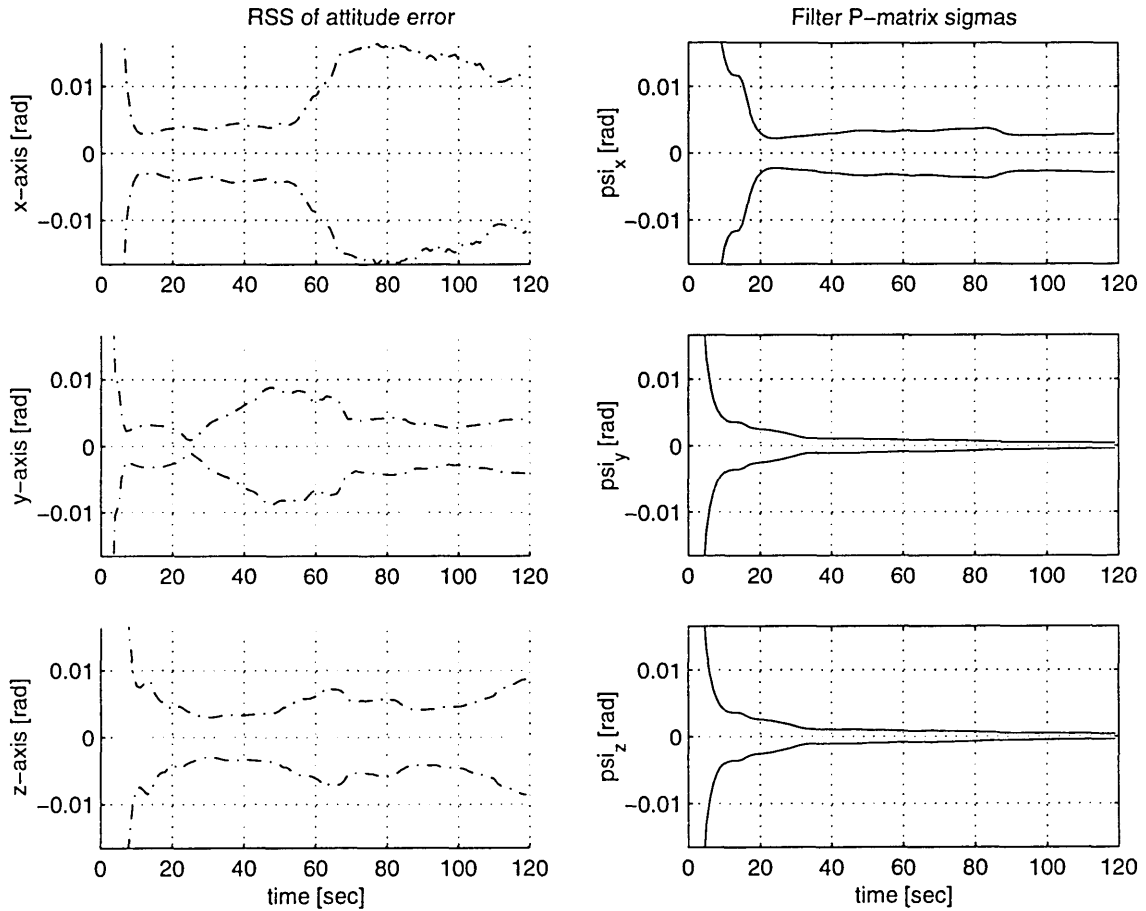 RSS of attitude error
Filter P−matrix sigmas
x−axis [rad]
0.01
0
−0.01
0 20 40 60 80 100 120
psi_x [rad]
0.01
0
−0.01
0 20 40 60 80 100 120
y−axis [rad]
0.01
0
−0.01
0 20 40 60 80 100 120
psi_y [rad]
0.01
0
−0.01
0 20 40 60 80 100 120
z−axis [rad]
0.01
0
−0.01
0 20 40 60 80 100 120
time [sec]
psi_z [rad]
0.01
0
−0.01
0 20 40 60 80 100 120
time [sec]